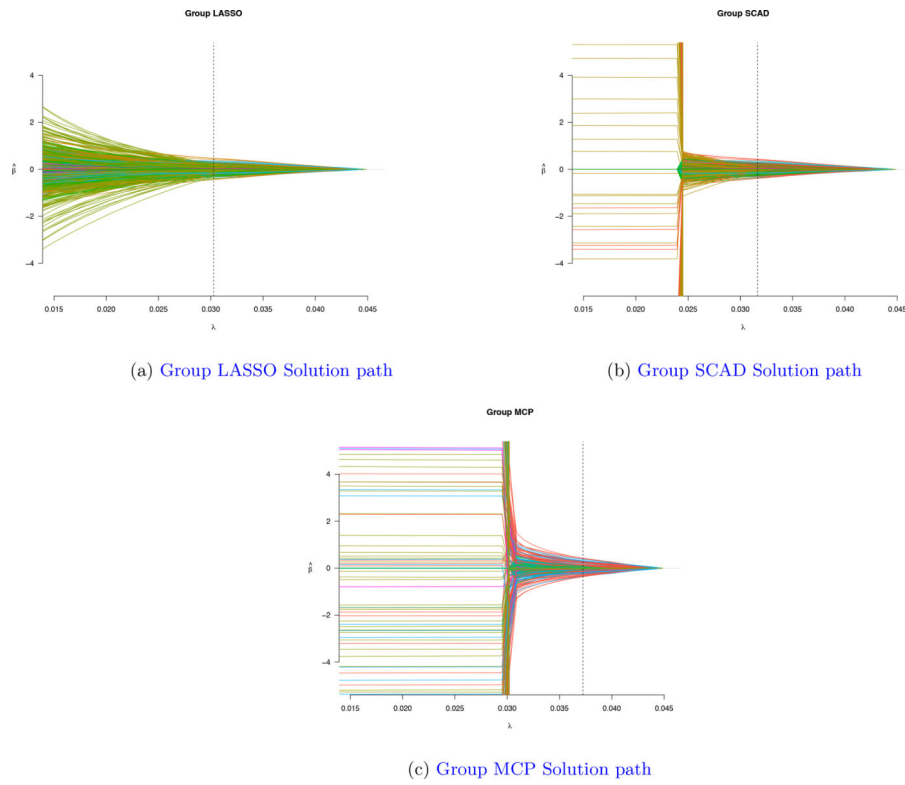 Group LASSO
4
2
0
−2
−4
β̂
0.015 0.020 0.025 0.030 0.035 0.040 0.045
λ
(a) Group LASSO Solution path
Group SCAD
4
2
0
−2
−4
β̂
0.015 0.020 0.025 0.030 0.035 0.040 0.045
λ
(b) Group SCAD Solution path
Group MCP
4
2
0
−2
−4
β̂
0.015 0.020 0.025 0.030 0.035 0.040 0.045
λ
(c) Group MCP Solution path